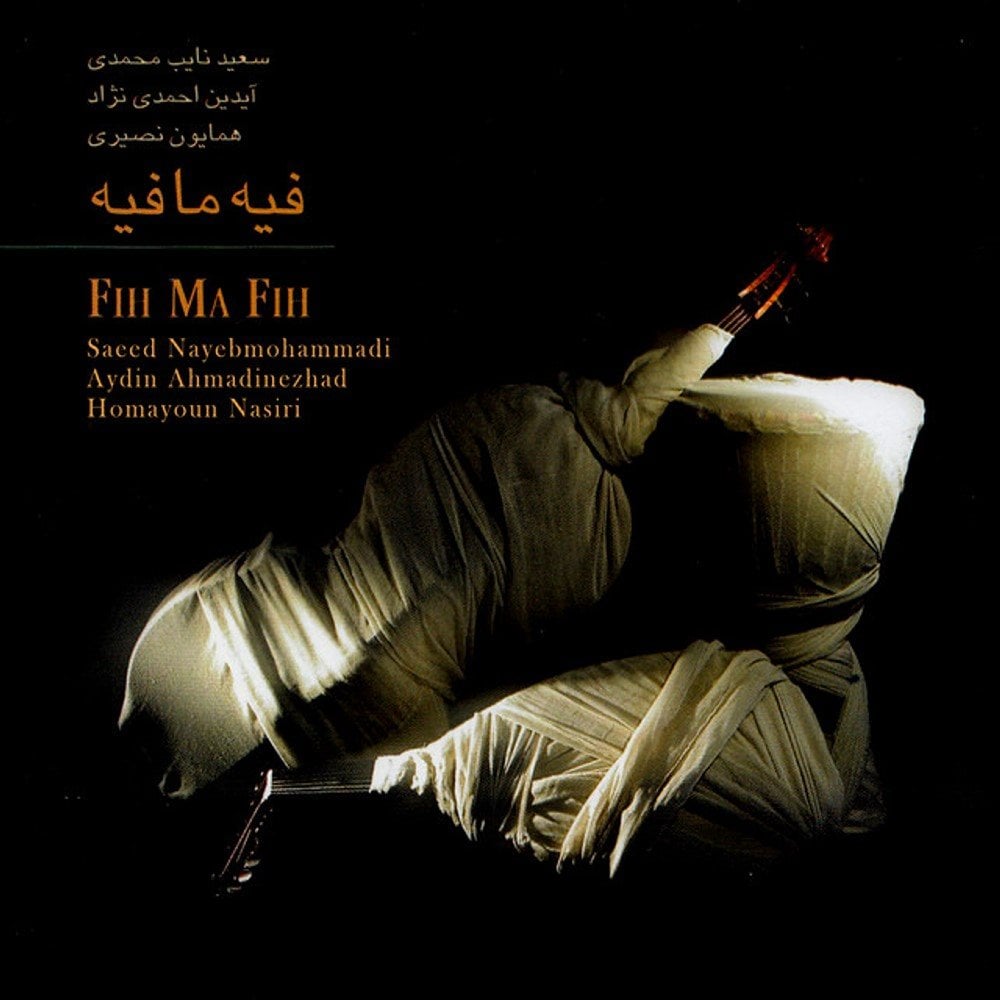 سعید نایب محمدی
آیدین احمدی نژاد
همایون نصیری
فیه ما فیه
FIH MA FIH
Saeed Nayebmohammadi
Aydin Ahmadinezhad
Homayoun Nasiri